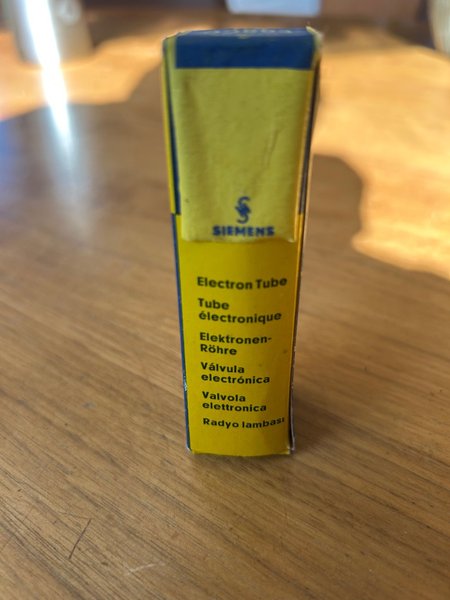 SIEMENS
Electron Tube
Tube
électronique
Elektronen-
Röhre
Válvula
electrónica
Valvola
elettronica
Radyo lambası